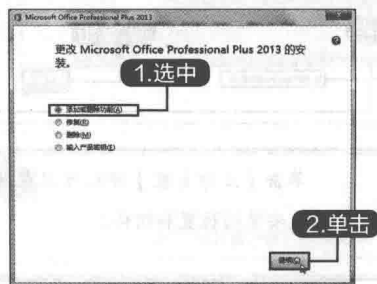 Microsoft Office Professional Plus 2013
更改 Microsoft Office Professional Plus 2013 的安
装。
1.选中
添加或删除功能(A)
修复(E)
删除(M)
输入产品密钥(L)
2.单击
继续(C)